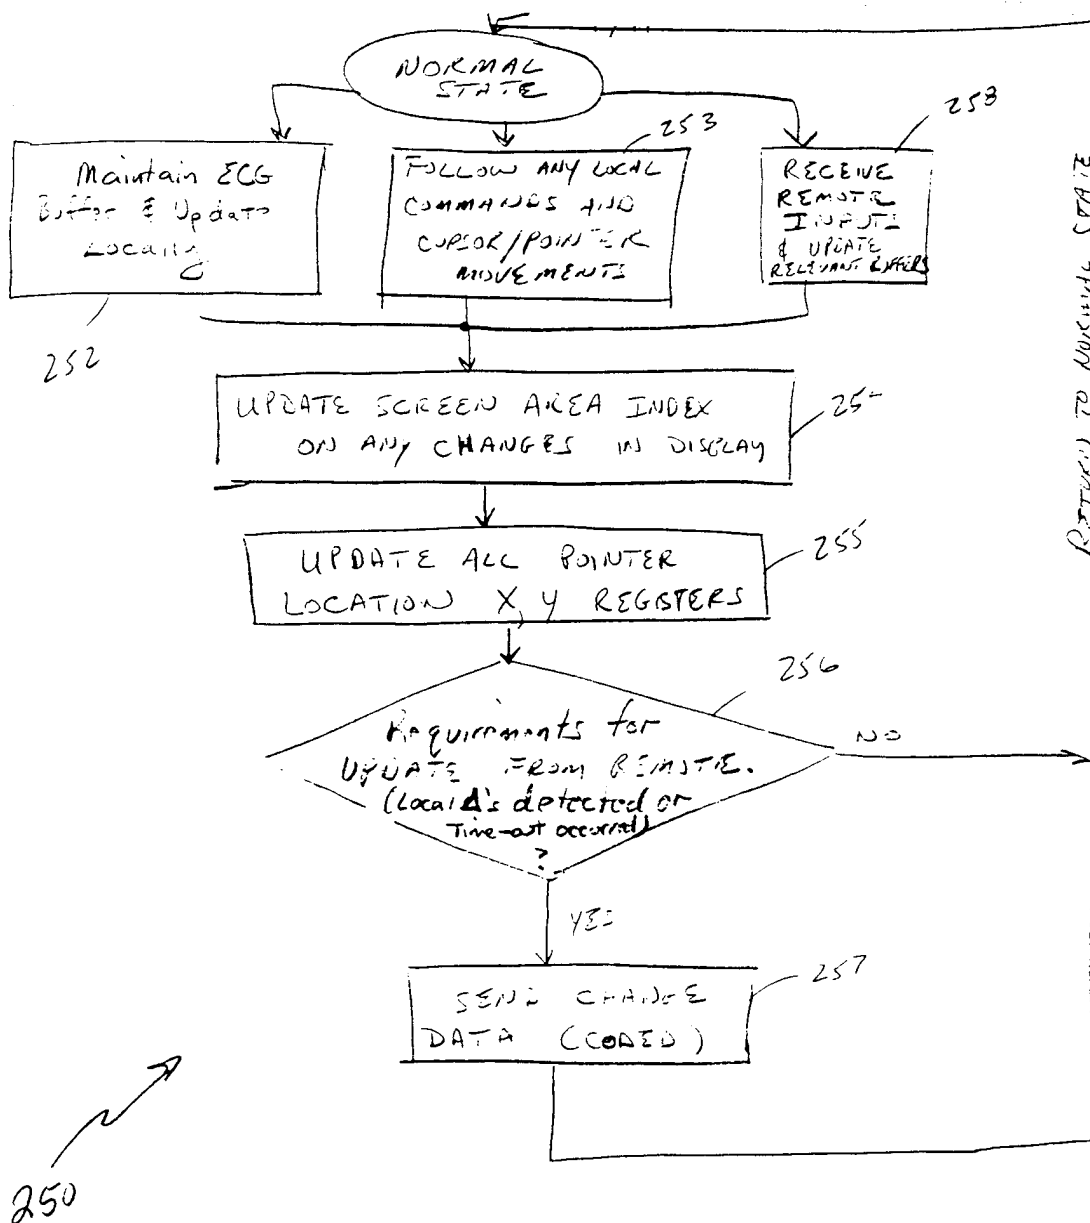 NORMAL
STATE
Maintain ECG
Buffer & Update
Locally
252
253
FOLLOW ANY LOCAL
COMMANDS AND
CURSOR/POINTER
MOVEMENTS
258
RECEIVE
REMOTE
INPUTS
& UPDATE
RELEVANT BUFFERS
RETURN TO NORMAL STATE
UPDATE SCREEN AREA INDEX
ON ANY CHANGES IN DISPLAY
UPDATE ALL POINTER
LOCATION X, Y REGISTERS
255
256
Requirements for
UPDATE FROM REMOTE.
(Local Δ's detected or
Time-out occurred)
?
NO
YES
SEND CHANGE
DATA (CODED)
257
250